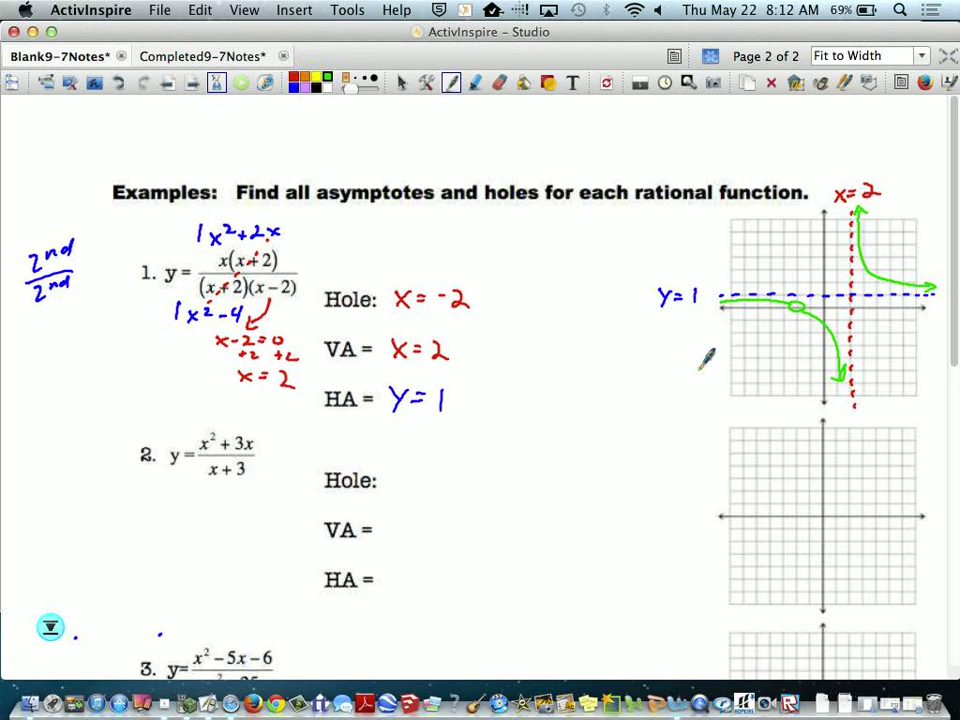 ActivInspire File Edit View Insert Tools Help Thu May 22 8:12 AM 69%
ActivInspire - Studio
Blank9-7Notes* Completed9-7Notes* Page 2 of 2 Fit to Width
Examples: Find all asymptotes and holes for each rational function.
x=2
2nd
2nd
1x²+2x
1. y = x(x+2)
(x+2)(x-2)
1x²-4
x-2=0
+2 +2
x = 2
Hole: x = -2
VA = x = 2
HA = y = 1
y=1
2. y = x² + 3x
x + 3
Hole:
VA =
HA =
3. y = x² - 5x - 6